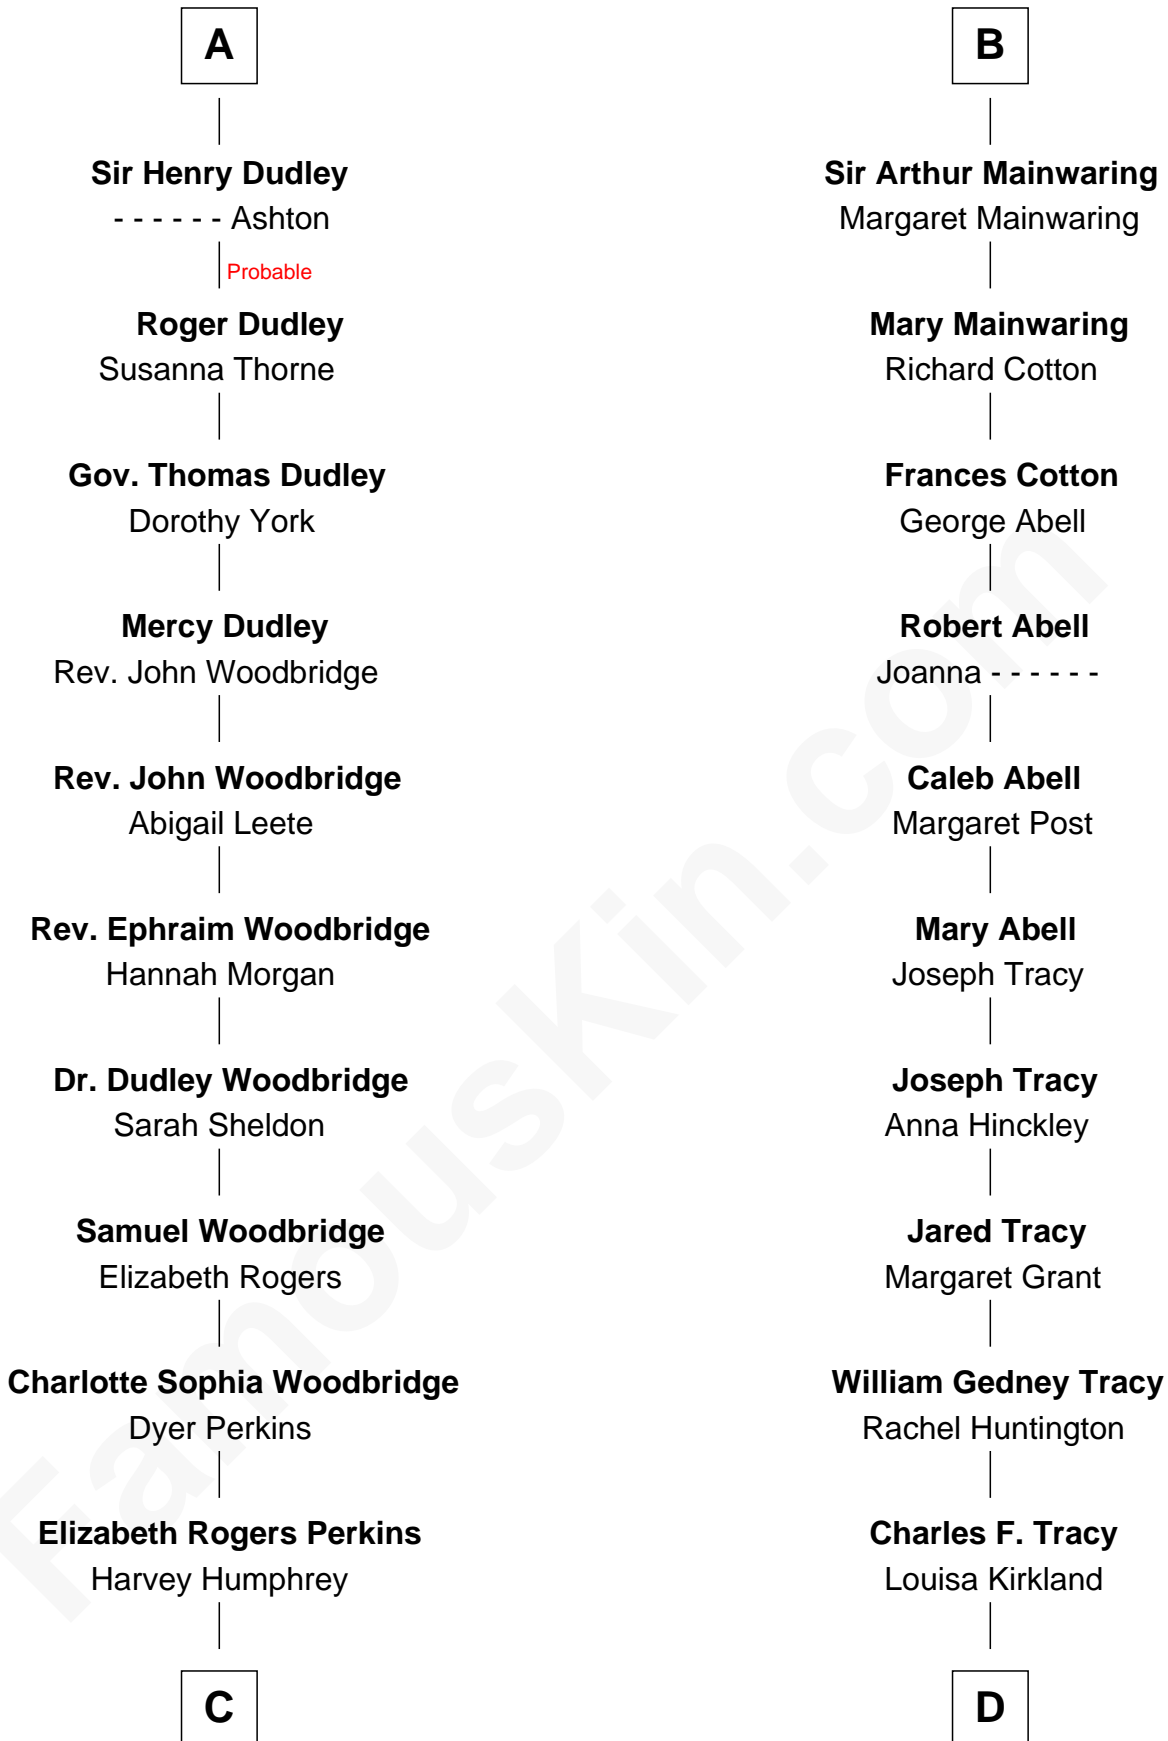 A
Sir Henry Dudley
- - - - - - Ashton
Probable
Roger Dudley
Susanna Thorne
Gov. Thomas Dudley
Dorothy York
Mercy Dudley
Rev. John Woodbridge
Rev. John Woodbridge
Abigail Leete
Rev. Ephraim Woodbridge
Hannah Morgan
Dr. Dudley Woodbridge
Sarah Sheldon
Samuel Woodbridge
Elizabeth Rogers
Charlotte Sophia Woodbridge
Dyer Perkins
Elizabeth Rogers Perkins
Harvey Humphrey
C
B
Sir Arthur Mainwaring
Margaret Mainwaring
Mary Mainwaring
Richard Cotton
Frances Cotton
George Abell
Robert Abell
Joanna - - - - - -
Caleb Abell
Margaret Post
Mary Abell
Joseph Tracy
Joseph Tracy
Anna Hinckley
Jared Tracy
Margaret Grant
William Gedney Tracy
Rachel Huntington
Charles F. Tracy
Louisa Kirkland
D
FamousKin.com